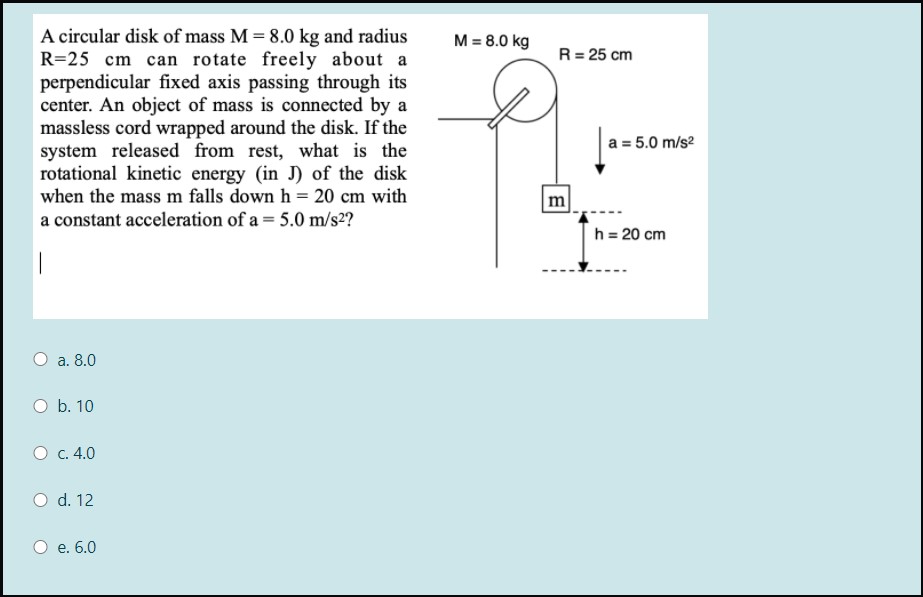 A circular disk of mass M = 8.0 kg and radius
R=25 cm can rotate freely about a
perpendicular fixed axis passing through its
center. An object of mass is connected by a
massless cord wrapped around the disk. If the
system released from rest, what is the
rotational kinetic energy (in J) of the disk
when the mass m falls down h = 20 cm with
a constant acceleration of a = 5.0 m/s²?
M = 8.0 kg
R = 25 cm
a = 5.0 m/s²
m
h = 20 cm
a. 8.0
b. 10
c. 4.0
d. 12
e. 6.0